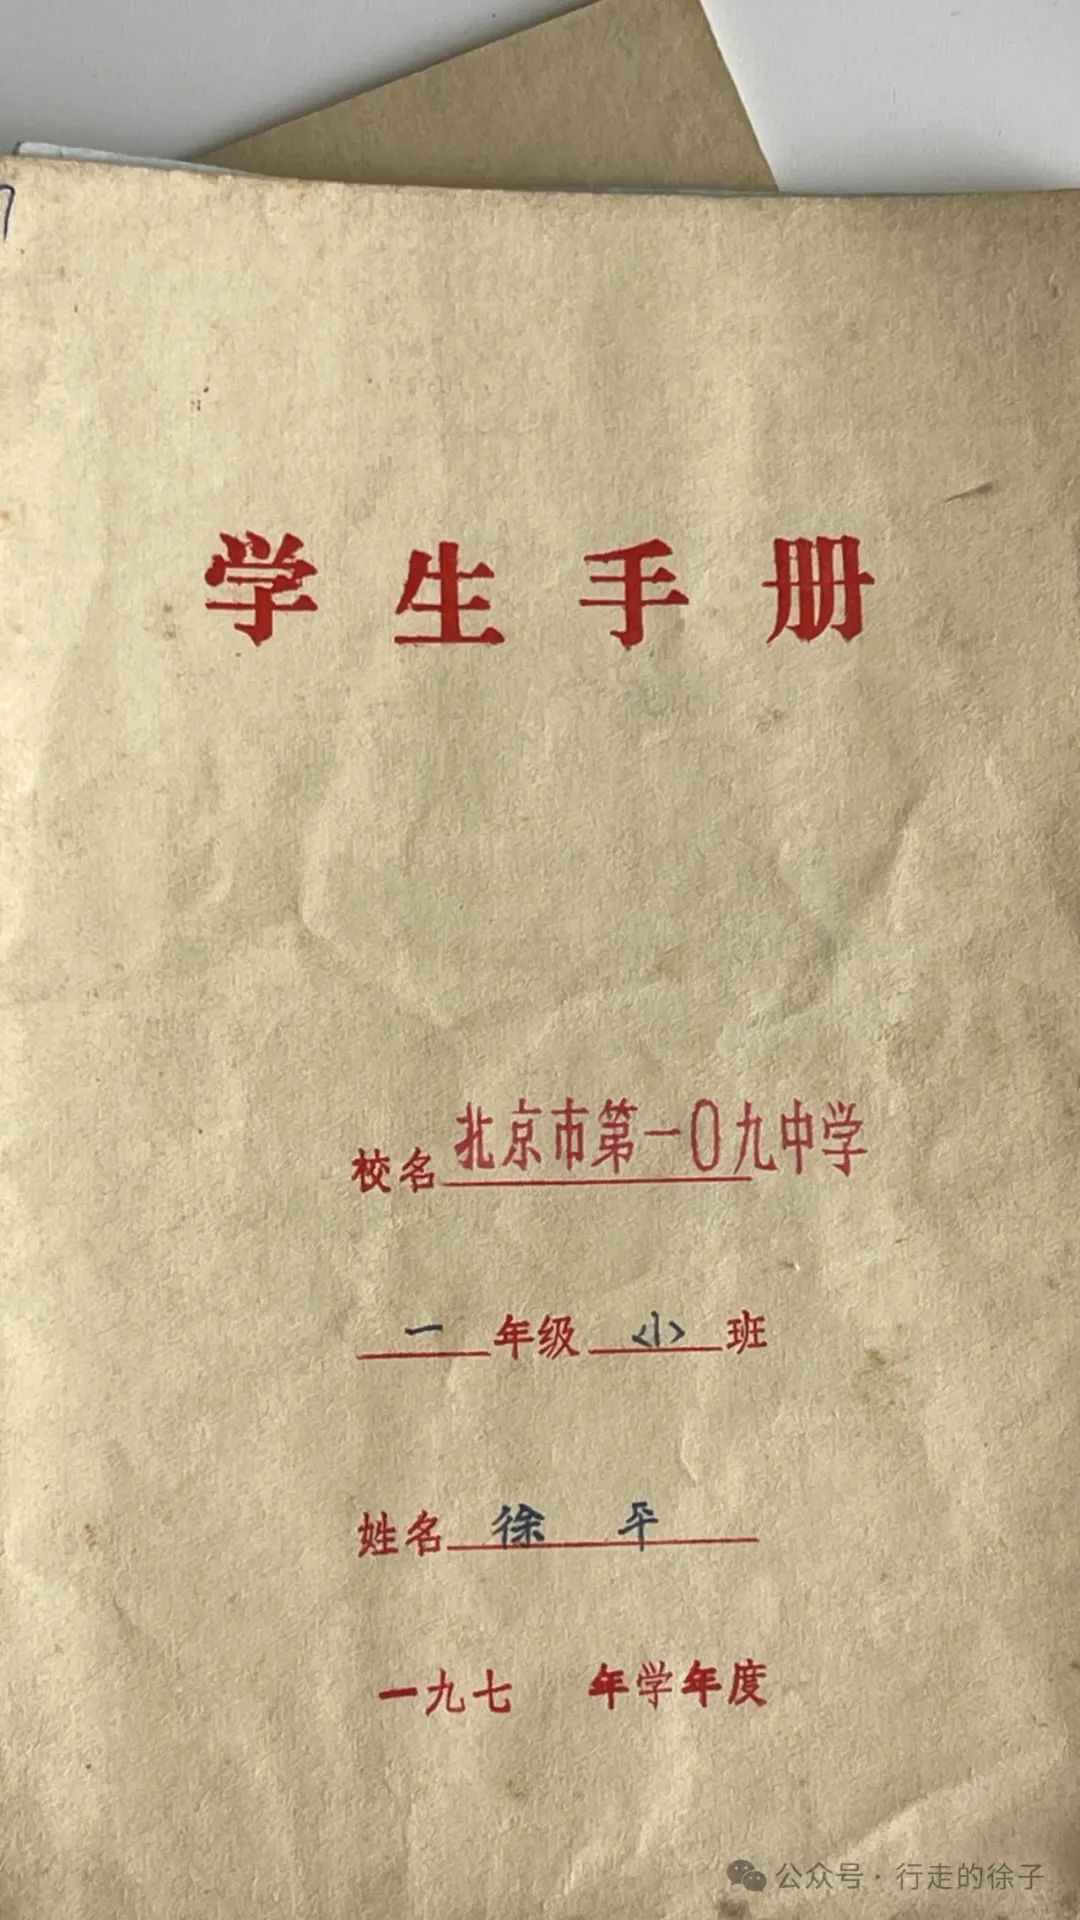 学生手册
校名 北京市第一〇九中学
一 年级 〈小〉 班
姓名 徐 平
一九七 年学年度
公众号·行走的徐子